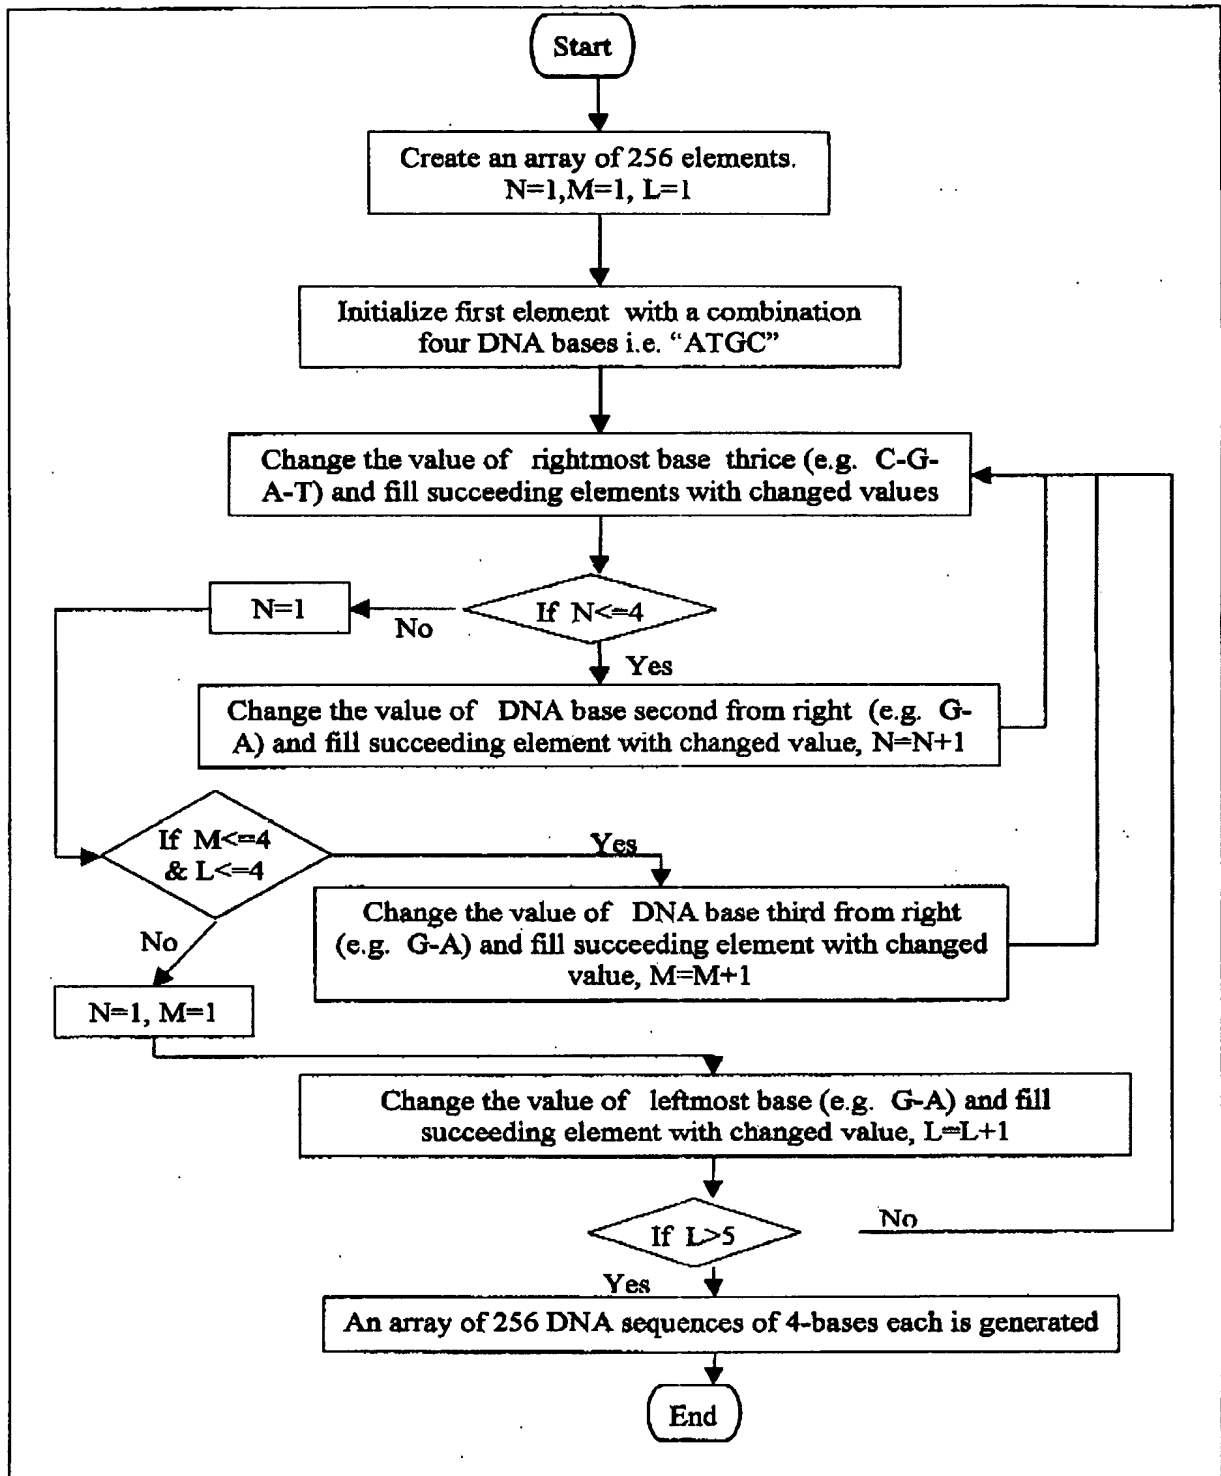 Start
Create an array of 256 elements.
N=1,M=1, L=1
Initialize first element with a combination
four DNA bases i.e. "ATGC"
Change the value of rightmost base thrice (e.g. C-G-
A-T) and fill succeeding elements with changed values
If N<=4
No
N=1
Yes
Change the value of DNA base second from right (e.g. G-
A) and fill succeeding element with changed value, N=N+1
If M<=4
& L<=4
Yes
Change the value of DNA base third from right
(e.g. G-A) and fill succeeding element with changed
value, M=M+1
No
N=1, M=1
Change the value of leftmost base (e.g. G-A) and fill
succeeding element with changed value, L=L+1
If L>5
No
Yes
An array of 256 DNA sequences of 4-bases each is generated
End